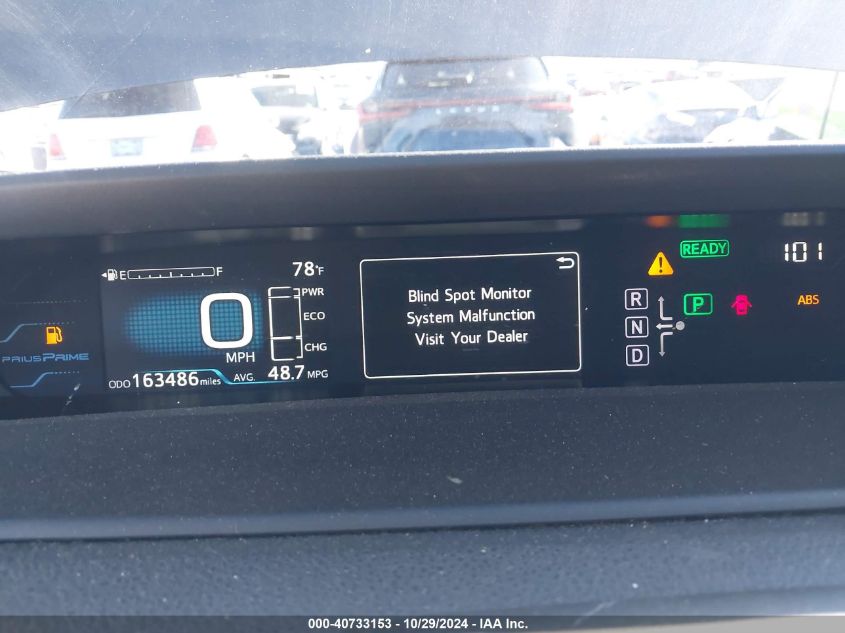 E F 78°F
PWR
0 ECO
MPH CHG
ODO 163486 miles AVG. 48.7 MPG
PRIUS PRIME
Blind Spot Monitor
System Malfunction
Visit Your Dealer
READY 101
R P ABS
N
D
000-40733153 - 10/29/2024 - IAA Inc.